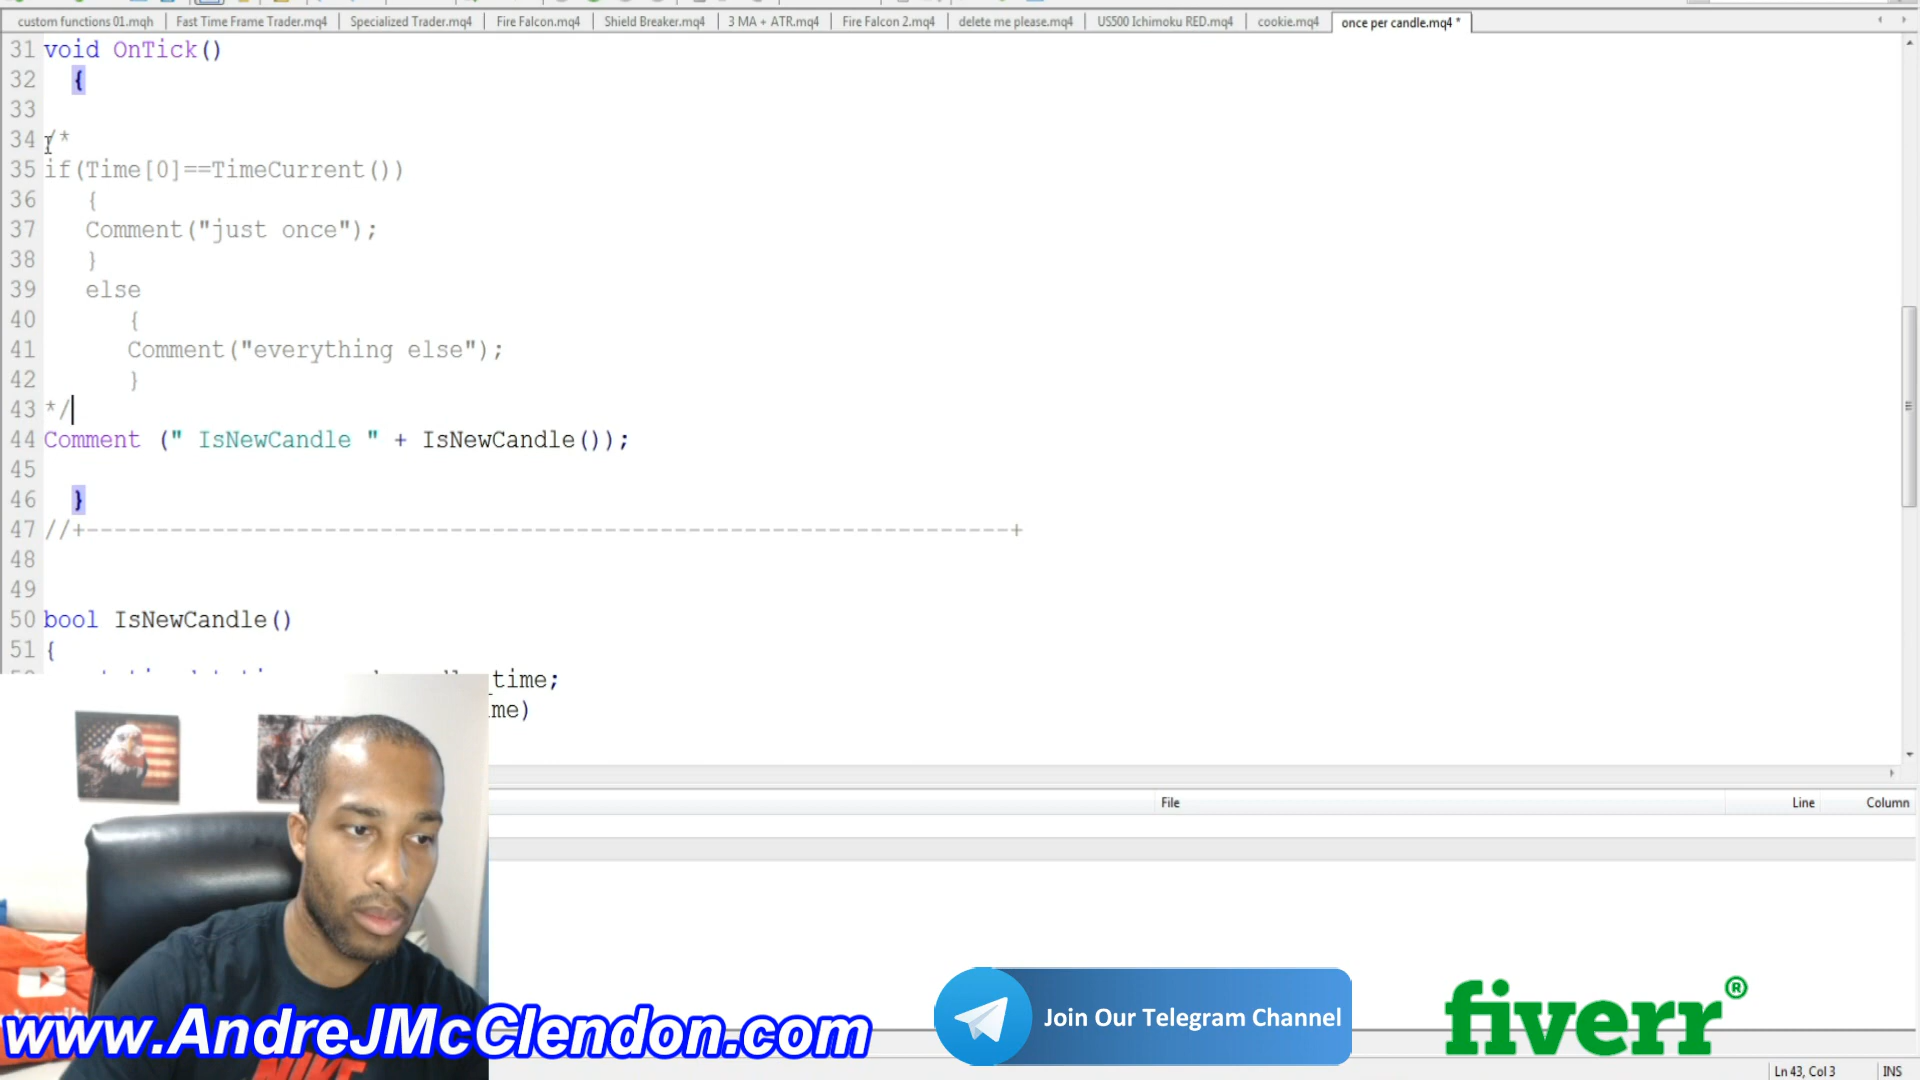 custom functions 01.mqh Fast Time Frame Trader.mq4 Specialized Trader.mq4 Fire Falcon.mq4 Shield Breaker.mq4 3 MA + ATR.mq4 Fire Falcon 2.mq4 delete me please.mq4 US500 Ichimoku RED.mq4 cookie.mq4 once per candle.mq4 *
31 void OnTick()
32 {
33
34 /*
35 if(Time[0]==TimeCurrent())
36 {
37 Comment("just once");
38 }
39 else
40 {
41 Comment("everything else");
42 }
43 */
44 Comment (" IsNewCandle " + IsNewCandle());
45
46 }
47 //+------------------------------------------------------------------+
48
49
50 bool IsNewCandle()
51 {
_time;
File Line Column
www.AndreJMcClendon.com
Join Our Telegram Channel
fiverr®
NIKE
Ln 43, Col 3 INS